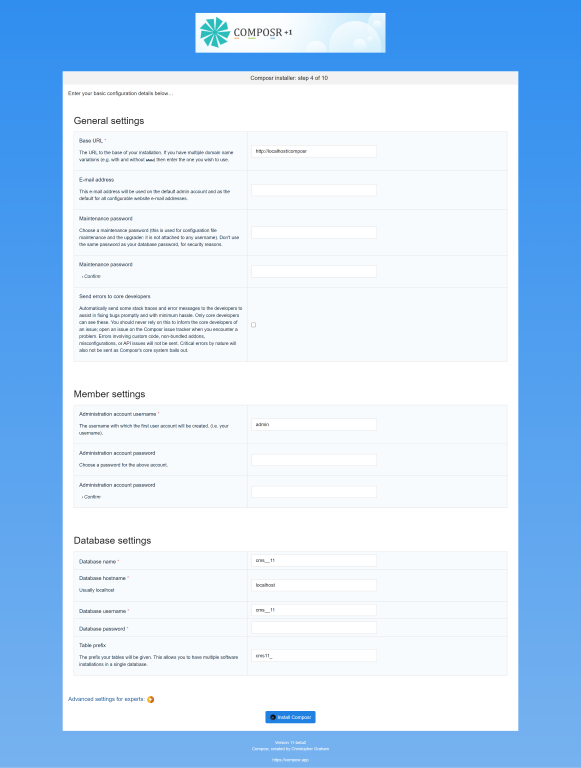 COMPOSR +1
Composr installer: step 4 of 10
Enter your basic configuration details below...
General settings
Base URL *
The URL to the base of your installation. If you have multiple domain name
variations (e.g. with and without www) then enter the one you wish to use.
http://localhost/composr
E-mail address
This e-mail address will be used on the default admin account and as the
default for all configurable website e-mail addresses.
Maintenance password
Choose a maintenance password (this is used for configuration file
maintenance and the upgrader: it is not attached to any username). Don't use
the same password as your database password, for security reasons.
Maintenance password
› Confirm
Send errors to core developers
Automatically send some stack traces and error messages to the developers to
assist in fixing bugs promptly and with minimum hassle. Only core developers
can see these. You should never rely on this to inform the core developers of
an issue; open an issue on the Composr issue tracker when you encounter a
problem. Errors involving custom code, non-bundled addons,
misconfigurations, or API issues will not be sent. Critical errors by nature will
also not be sent as Composr's core system bails out.
Member settings
Administration account username *
The username with which the first user account will be created. (i.e. your
username).
admin
Administration account password
Choose a password for the above account.
Administration account password
› Confirm
Database settings
Database name *
cms__11
Database hostname *
Usually localhost
localhost
Database username *
cms__11
Database password *
Table prefix
The prefix your tables will be given. This allows you to have multiple software
installations in a single database.
cms11_
Advanced settings for experts:
Install Composr
Composr, created by Christopher Graham
https://composr.app